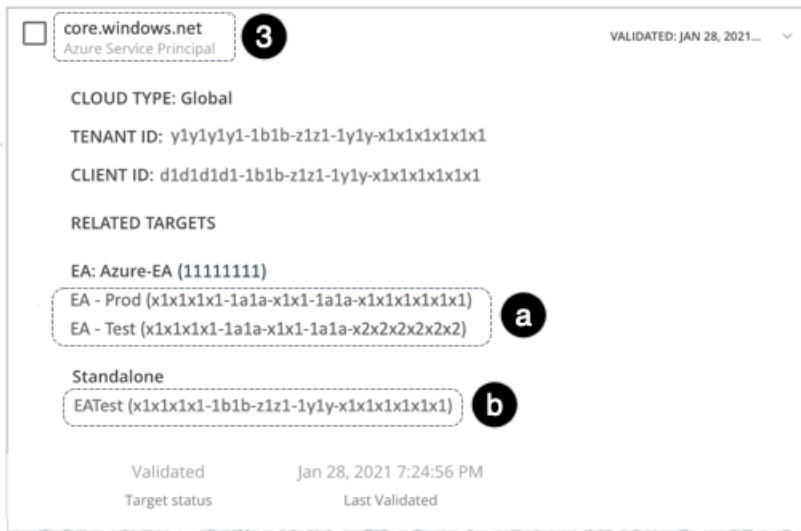 core.windows.net
Azure Service Principal
3
VALIDATED: JAN 28, 2021...
CLOUD TYPE: Global
TENANT ID: y1y1y1y1-1b1b-z1z1-1y1y-x1x1x1x1x1x1
CLIENT ID: d1d1d1d1-1b1b-z1z1-1y1y-x1x1x1x1x1x1
RELATED TARGETS
EA: Azure-EA (11111111)
EA - Prod (x1x1x1x1-1a1a-x1x1-1a1a-x1x1x1x1x1x1)
EA - Test (x1x1x1x1-1a1a-x1x1-1a1a-x2x2x2x2x2x2)
a
Standalone
EATest (x1x1x1x1-1b1b-z1z1-1y1y-x1x1x1x1x1x1)
b
Validated Jan 28, 2021 7:24:56 PM
Target status Last Validated